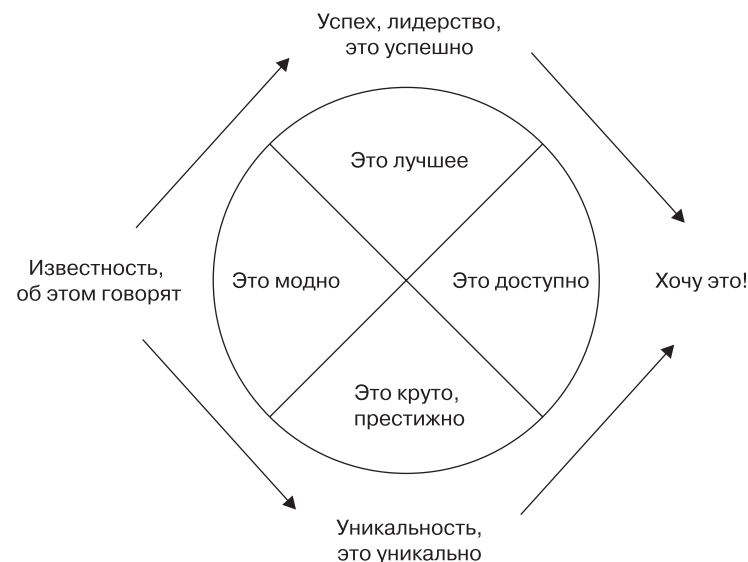 Успех, лидерство,
это успешно
Это лучшее
Известность,
об этом говорят
Это модно
Это доступно
Хочу это!
Это круто,
престижно
Уникальность,
это уникально